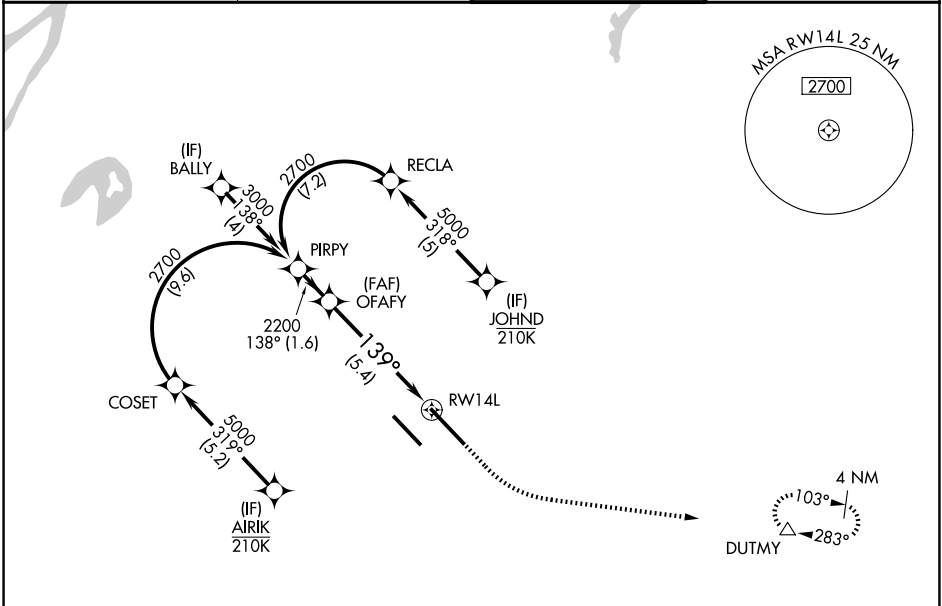 MSA RW14L 25 NM
2700
(IF)
BALLY
3000
138°
(4)
2700
(7.2)
RECLA
5000
318°
(5)
(IF)
JOHND
210K
PIRPY
(FAF)
OFAFY
2200
138° (1.6)
2700
(9.6)
139°
(5.4)
COSET
5000
319°
(5.2)
(IF)
AIRIK
210K
RW14L
4 NM
103°
283°
DUTMY